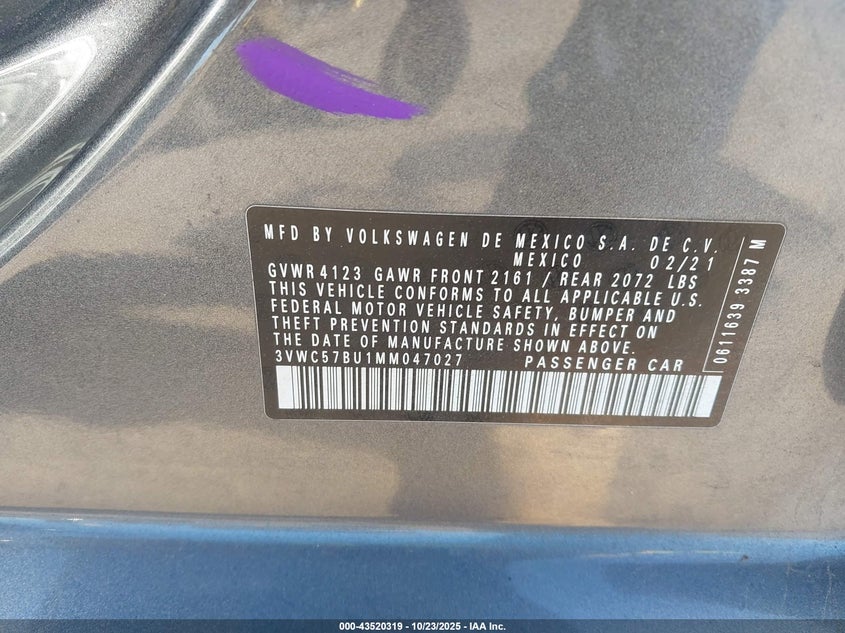 MFD BY VOLKSWAGEN DE MEXICO S.A. DE C.V.
MEXICO 02/21
GVWR 4123 GAWR FRONT 2161 / REAR 2072 LBS
THIS VEHICLE CONFORMS TO ALL APPLICABLE U.S.
FEDERAL MOTOR VEHICLE SAFETY, BUMPER AND
THEFT PREVENTION STANDARDS IN EFFECT ON
THE DATE OF MANUFACTURE SHOWN ABOVE.
3VWC57BU1MM047027 PASSENGER CAR
0611639 3387 M
000-43520319 - 10/23/2025 - IAA Inc.